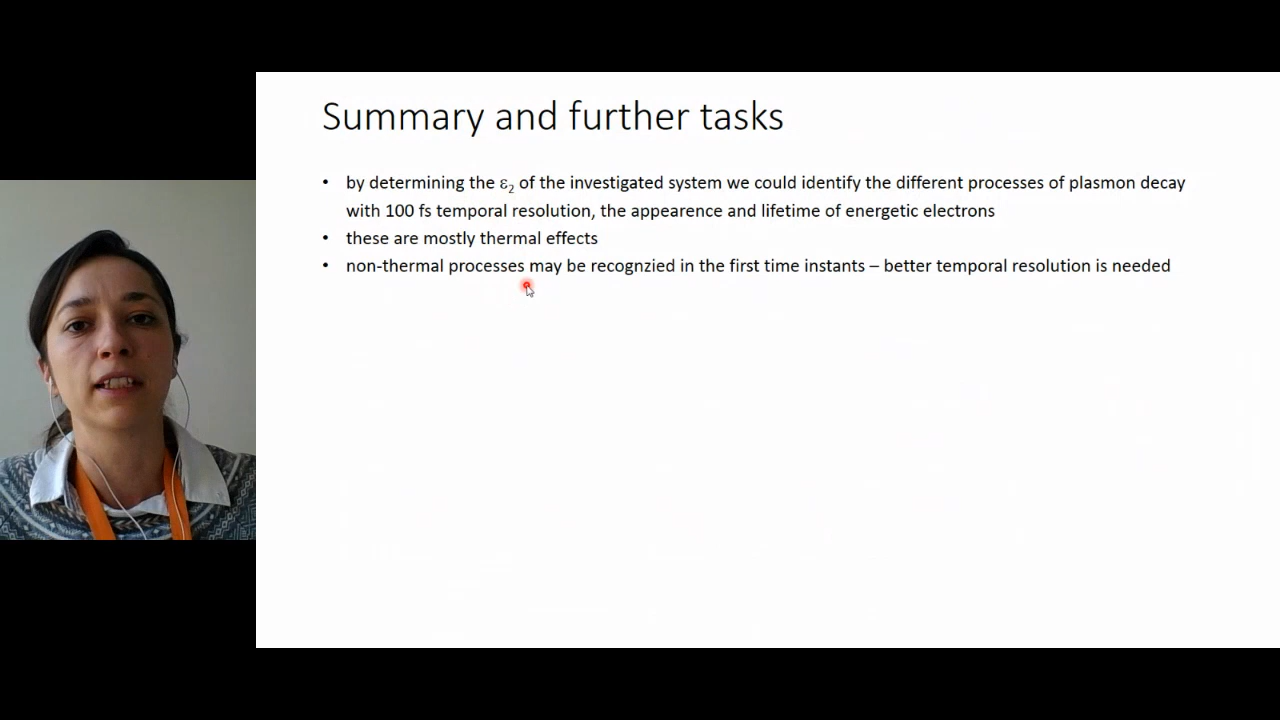 Summary and further tasks
• by determining the ε₂ of the investigated system we could identify the different processes of plasmon decay
with 100 fs temporal resolution, the appearence and lifetime of energetic electrons
• these are mostly thermal effects
• non-thermal processes may be recognzied in the first time instants – better temporal resolution is needed